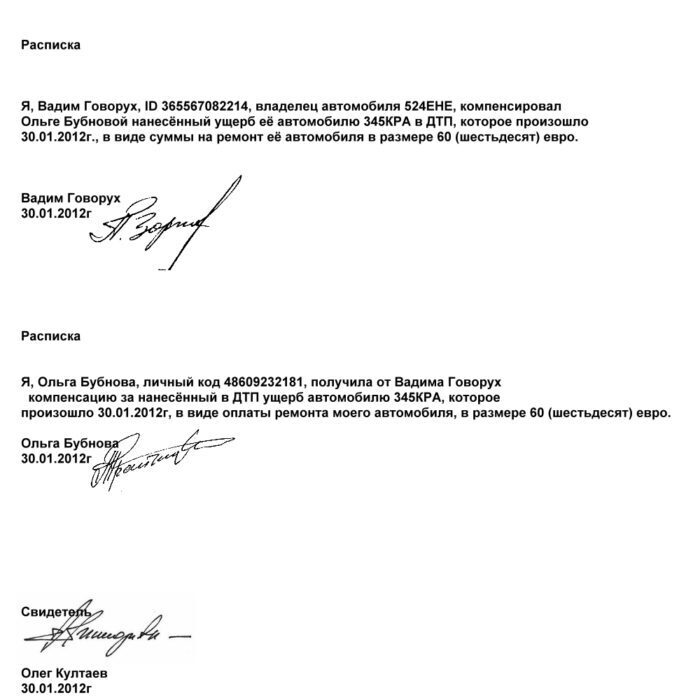 Расписка
Я, Вадим Говорух, ID 365567082214, владелец автомобиля 524EHE, компенсировал
Ольге Бубновой нанесённый ущерб её автомобилю 345КРА в ДТП, которое произошло
30.01.2012г., в виде суммы на ремонт её автомобиля в размере 60 (шестьдесят) евро.
Вадим Говорух
30.01.2012г
Расписка
Я, Ольга Бубнова, личный код 48609232181, получила от Вадима Говорух
компенсацию за нанесённый в ДТП ущерб автомобилю 345КРА, которое
произошло 30.01.2012г, в виде оплаты ремонта моего автомобиля, в размере 60 (шестьдесят) евро.
Ольга Бубнова
30.01.2012г
Свидетель
Олег Култаев
30.01.2012г